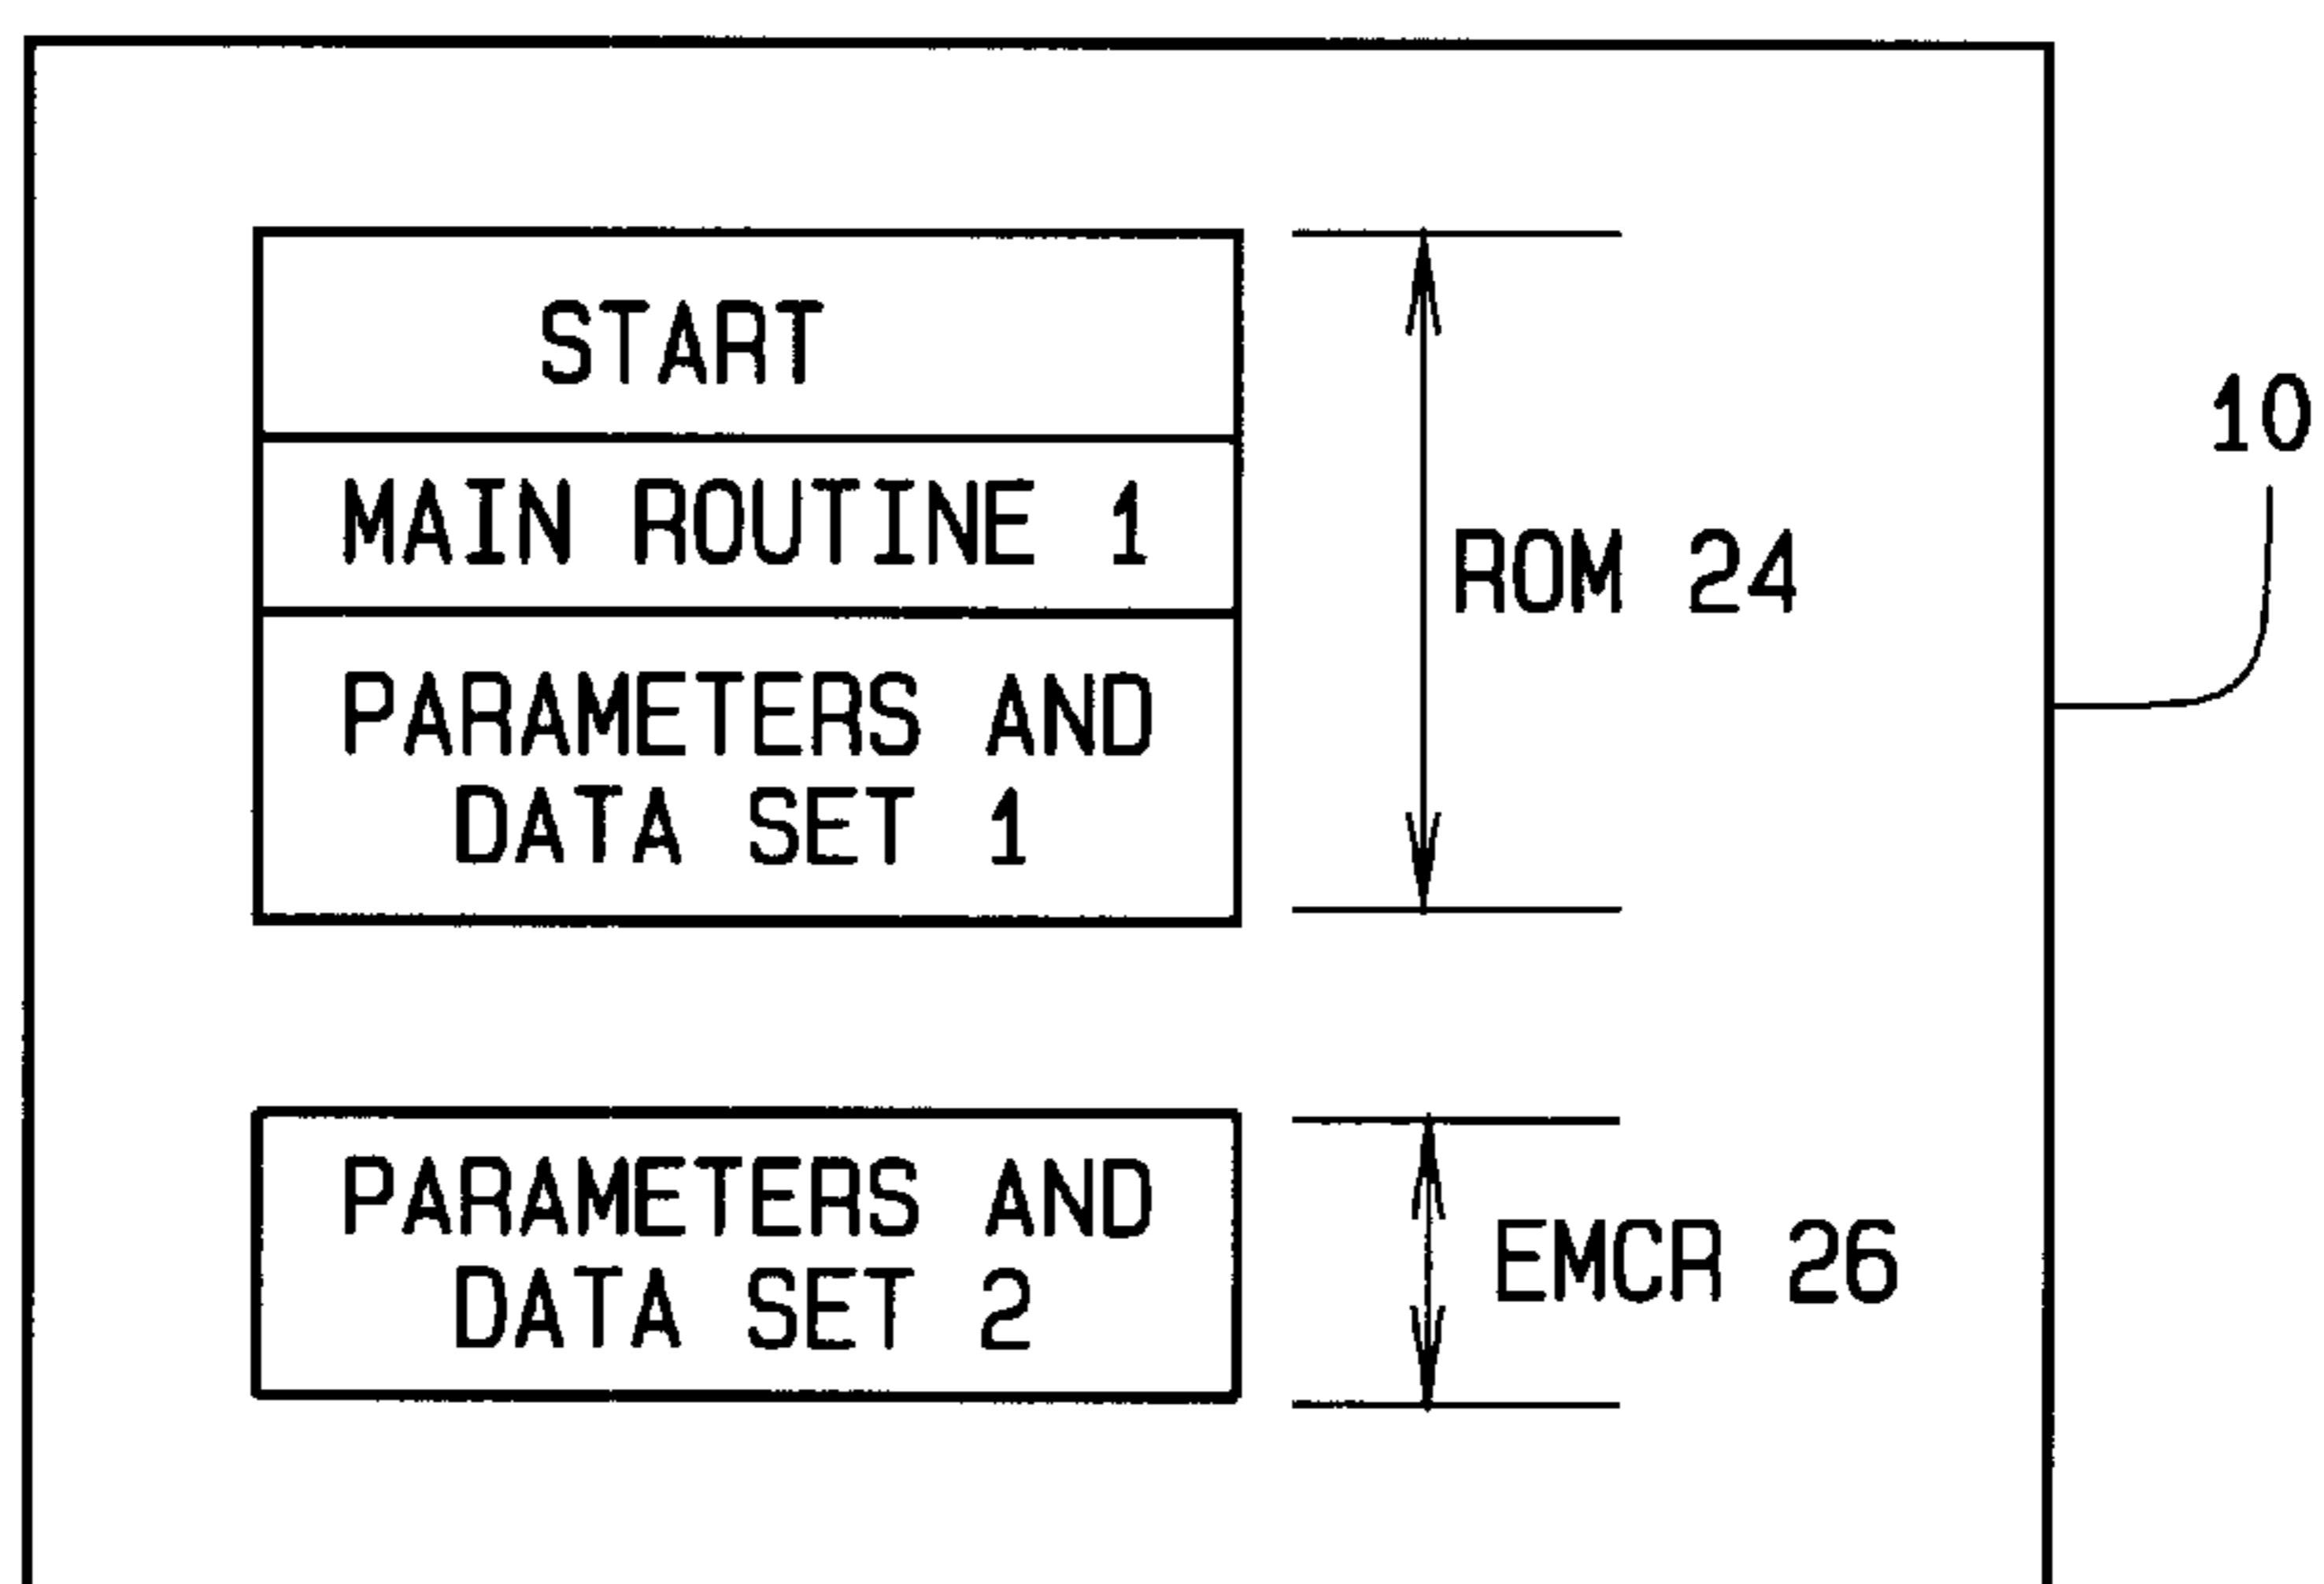 START
MAIN ROUTINE 1
PARAMETERS AND
DATA SET 1
ROM 24
10
PARAMETERS AND
DATA SET 2
EMCR 26